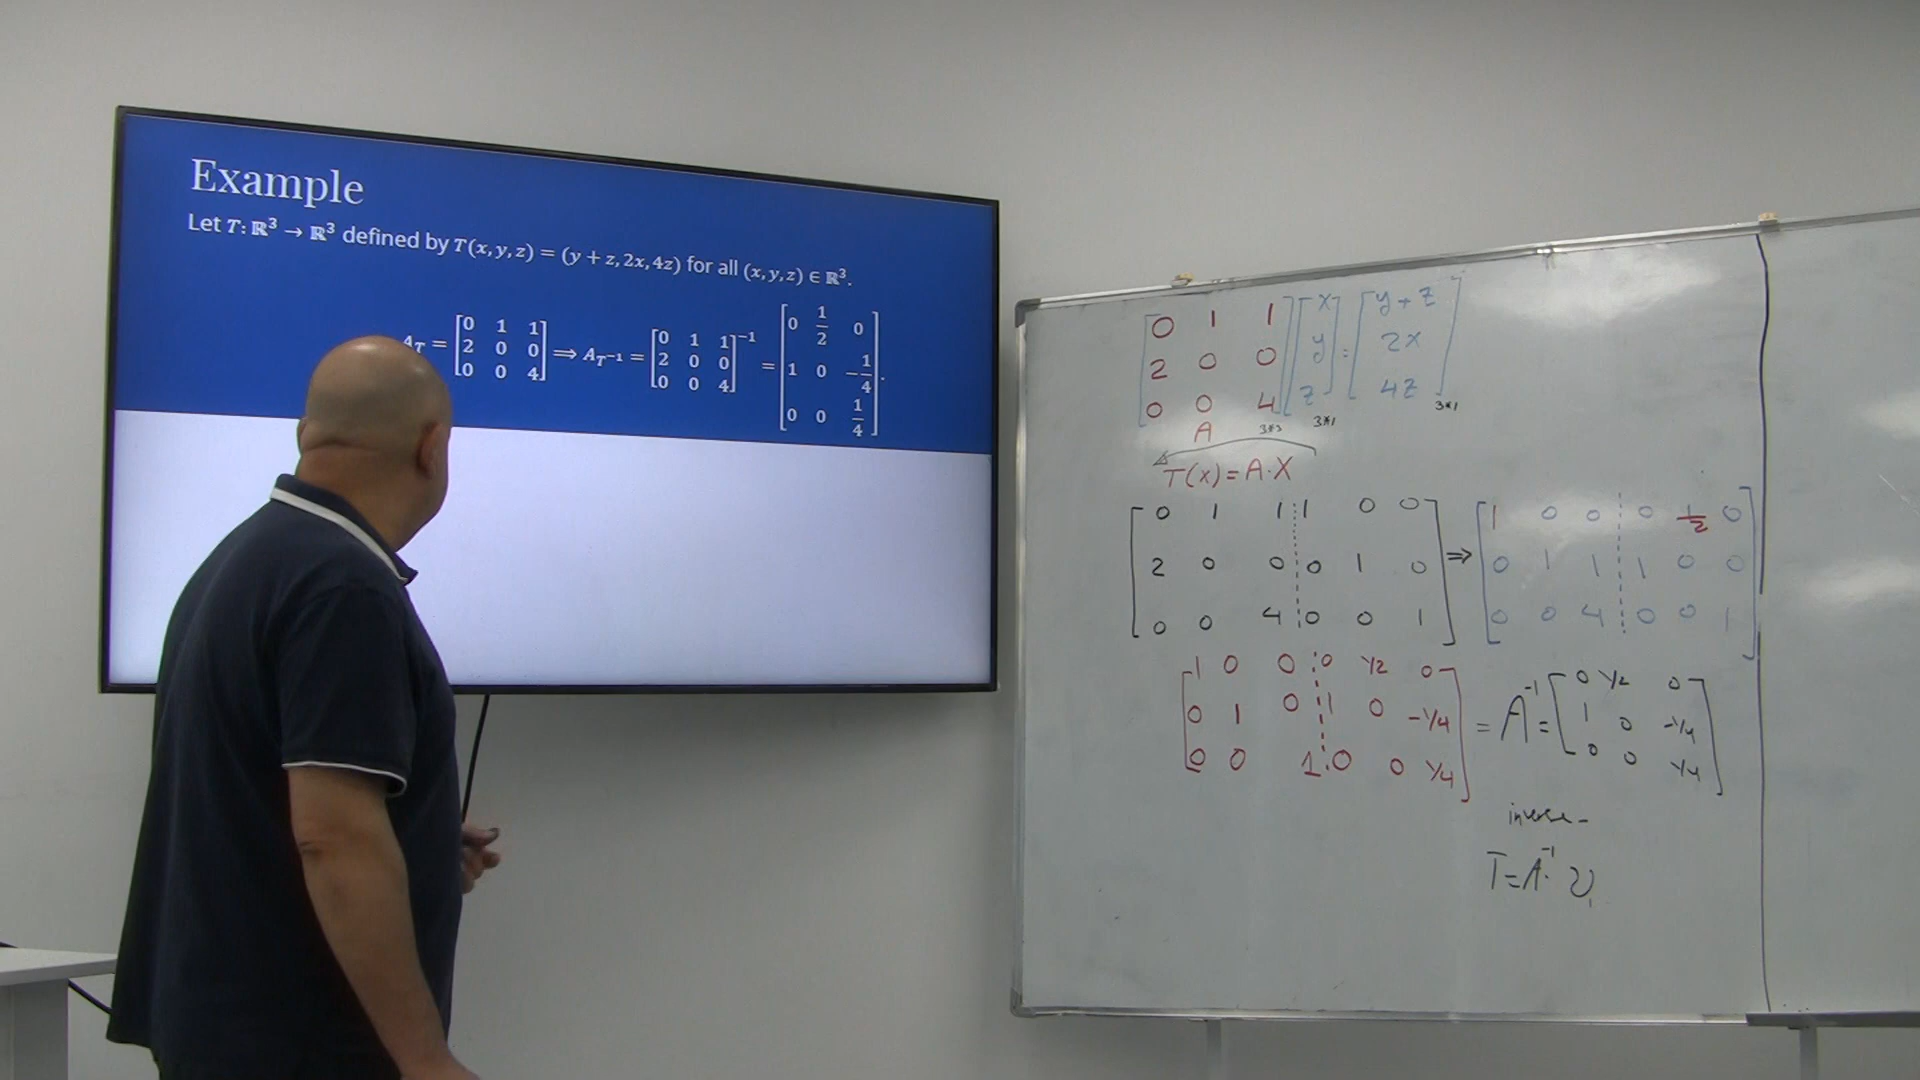 Example
Let T: ℝ³ → ℝ³ defined by T(x, y, z) = (y + z, 2x, 4z) for all (x, y, z) ∈ ℝ³.
A_T = [0 1 1; 2 0 0; 0 0 4] ⟹ A_T⁻¹ = [0 1 1; 2 0 0; 0 0 4]⁻¹ = [0 1/2 0; 1 0 −1/4; 0 0 1/4].
[0 1 1] [x] = [y + z]
[2 0 0] [y] [2x]
[0 0 4] [z] [4z]
A 3*3 3*1 3*1
T(x) = A·X
[0 1 1 ⋮ 1 0 0] ⇒ [1 0 0 ⋮ 0 1/2 0]
[2 0 0 ⋮ 0 1 0] [0 1 1 ⋮ 1 0 0]
[0 0 4 ⋮ 0 0 1] [0 0 4 ⋮ 0 0 1]
[1 0 0 ⋮ 0 1/2 0] = A⁻¹ = [0 1/2 0]
[0 1 0 ⋮ 1 0 -1/4] [1 0 -1/4]
[0 0 1 ⋮ 0 0 1/4] [0 0 1/4]
inverse-
T = A⁻¹·